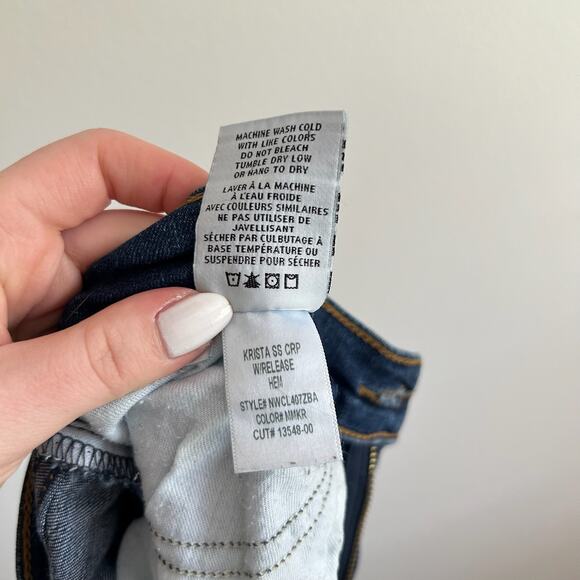 MACHINE WASH COLD
WITH LIKE COLORS
DO NOT BLEACH
TUMBLE DRY LOW
OR HANG TO DRY
LAVER À LA MACHINE
À L'EAU FROIDE
AVEC COULEURS SIMILAIRES
NE PAS UTILISER DE
JAVELLISANT
SÉCHER PAR CULBUTAGE À
BASE TEMPÉRATURE OU
SUSPENDRE POUR SÉCHER
KRISTA SS CRP
W/RELEASE
HEM
STYLE# NWCL407ZBA
COLOR# MMKR
CUT# 13548-00